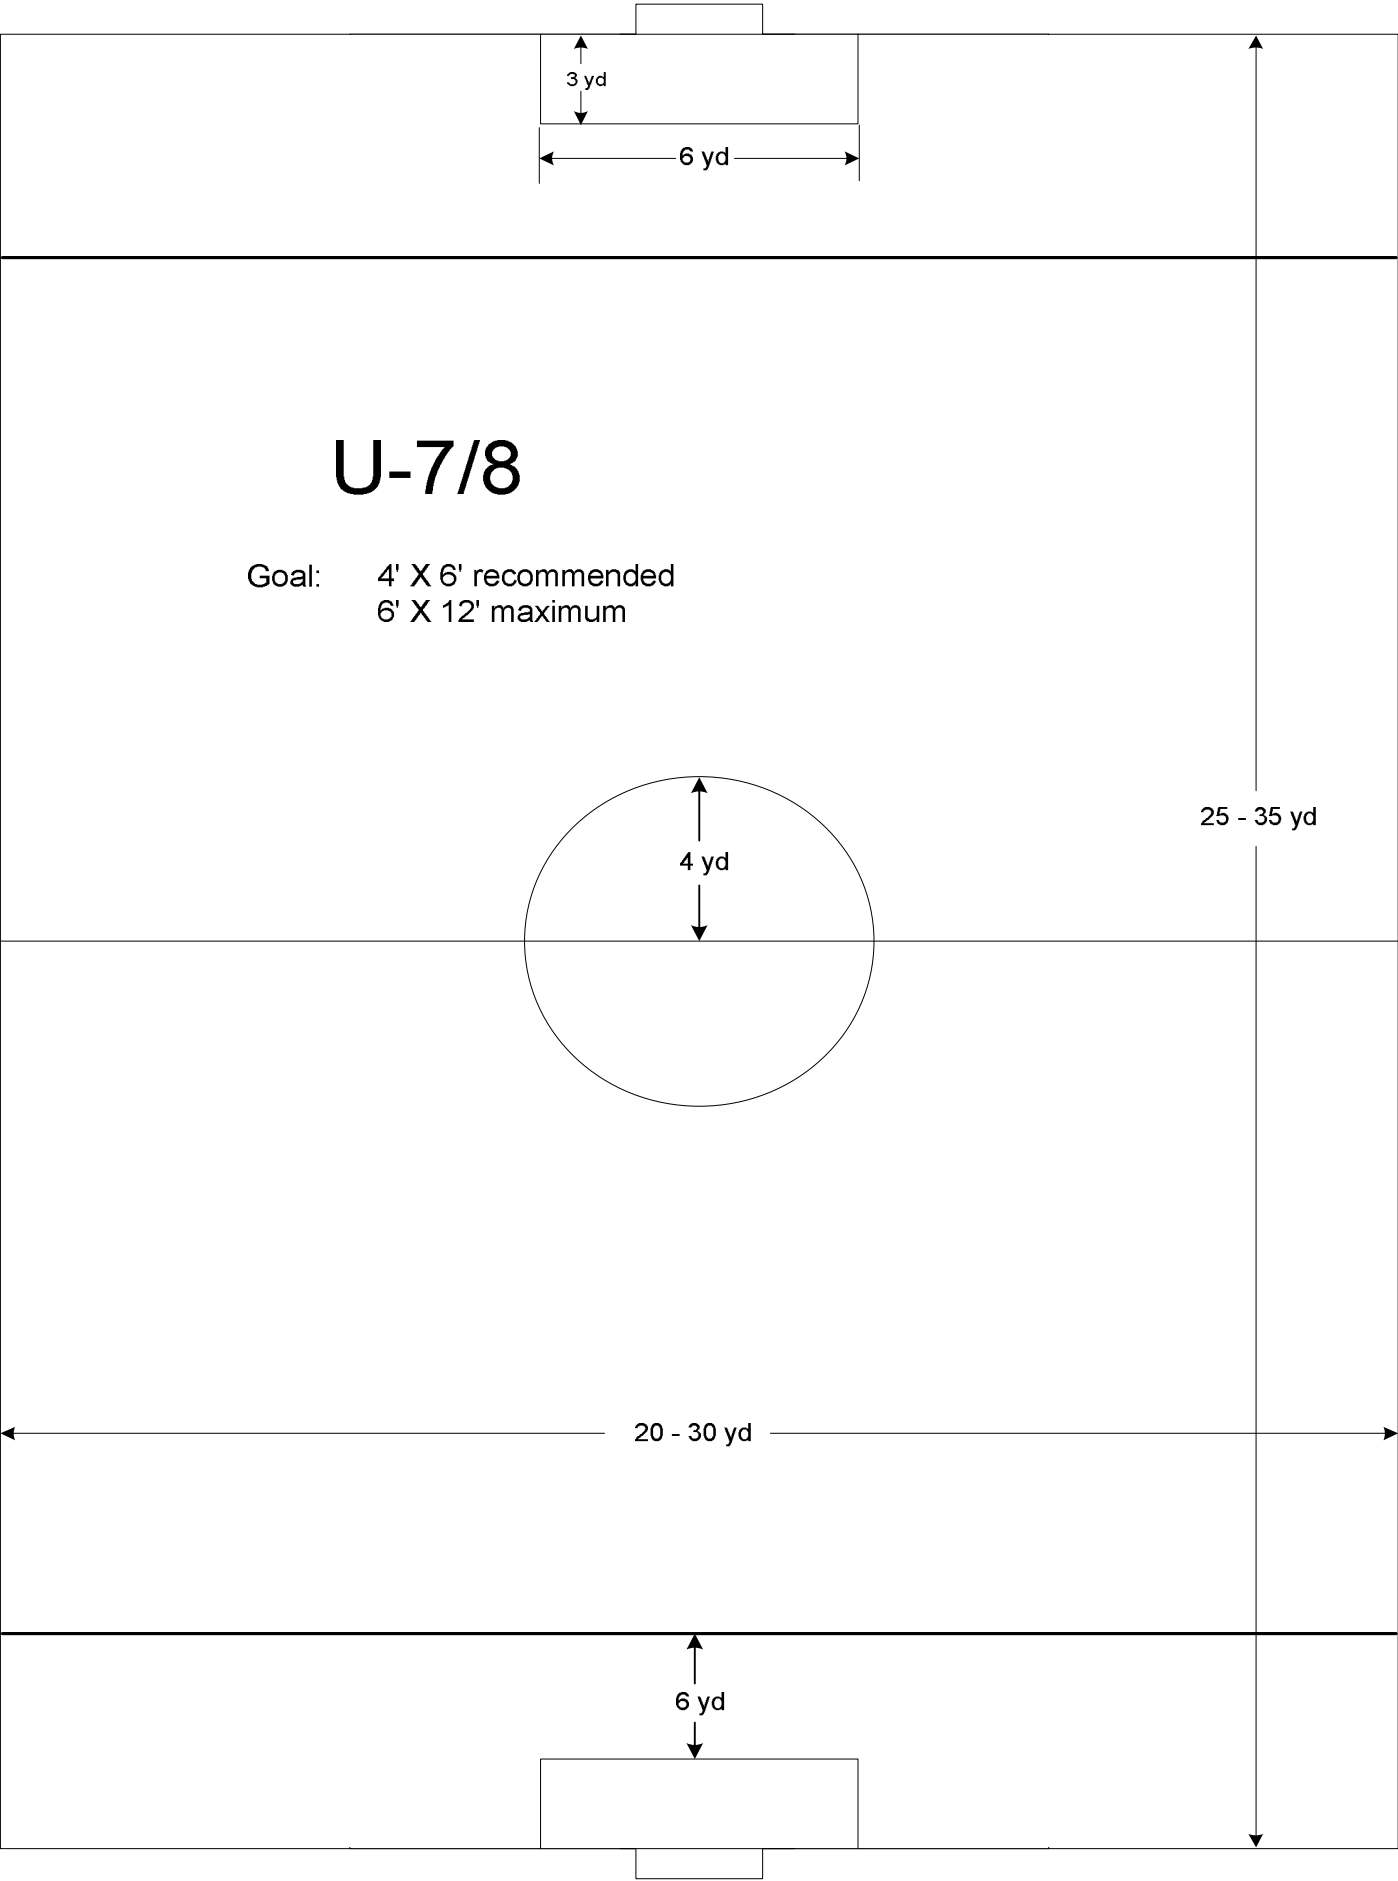 3 yd
6 yd
U-7/8
Goal: 4' X 6' recommended
6' X 12' maximum
25 - 35 yd
4 yd
20 - 30 yd
6 yd